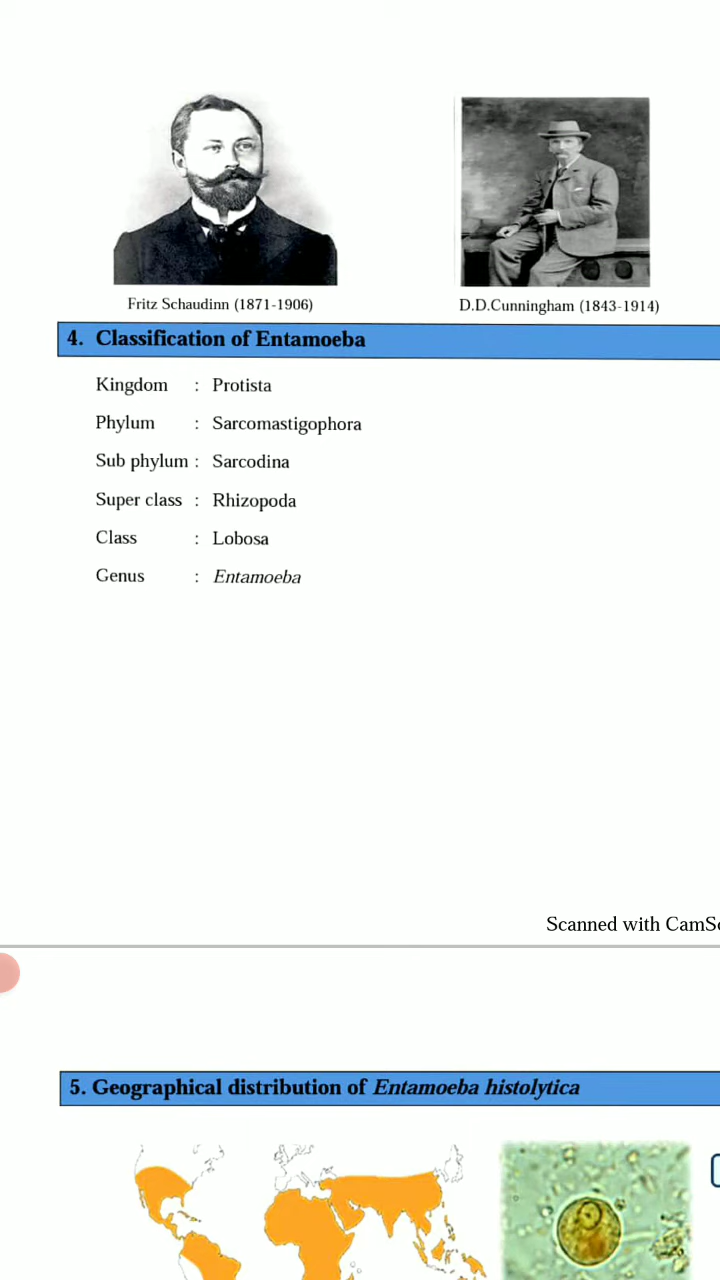 Fritz Schaudinn (1871-1906)
D.D.Cunningham (1843-1914)
4. Classification of Entamoeba
Kingdom : Protista
Phylum : Sarcomastigophora
Sub phylum : Sarcodina
Super class : Rhizopoda
Class : Lobosa
Genus : Entamoeba
Scanned with CamSc
5. Geographical distribution of Entamoeba histolytica